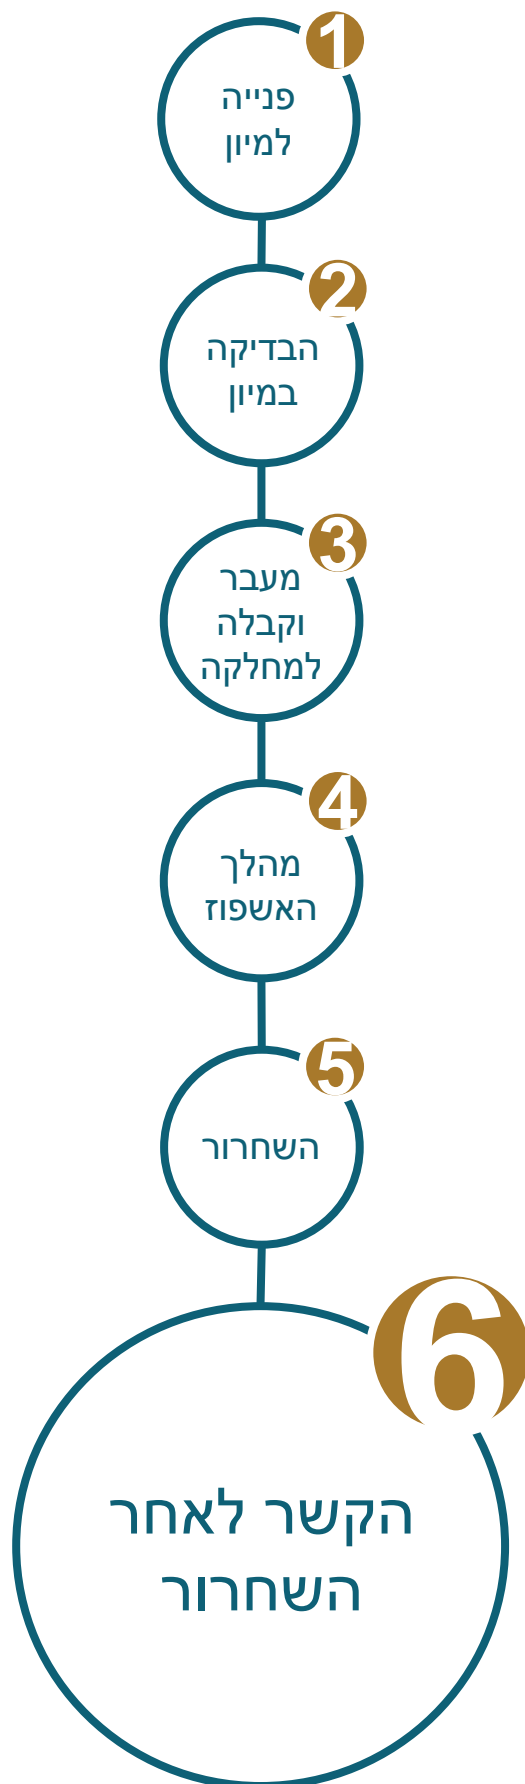 1
פנייה
למיון
2
הבדיקה
במיון
3
מעבר
וקבלה
למחלקה
4
מהלך
האשפוז
5
השחרור
6
הקשר לאחר
השחרור